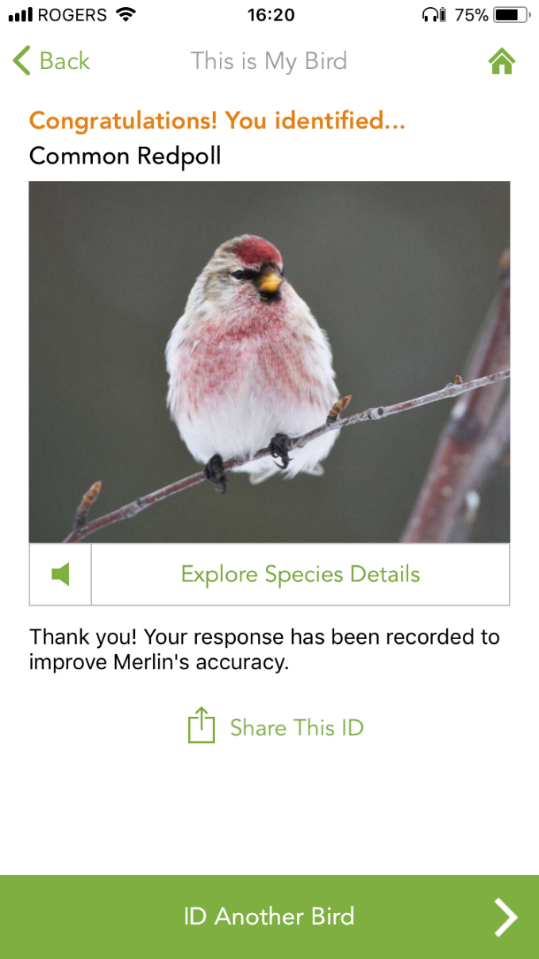 ROGERS 16:20 75%
Back This is My Bird
Congratulations! You identified...
Common Redpoll
Explore Species Details
Thank you! Your response has been recorded to
improve Merlin's accuracy.
Share This ID
ID Another Bird